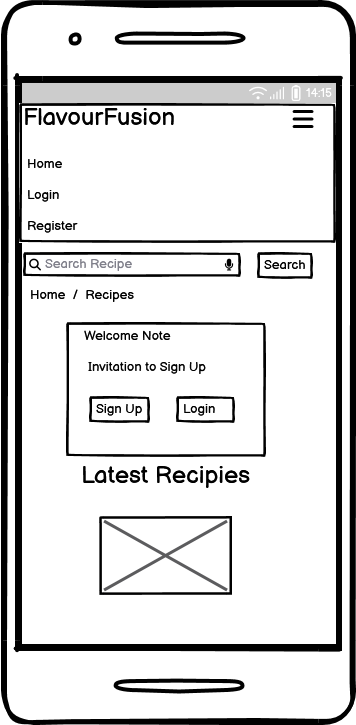 14:15
FlavourFusion
Home
Login
Register
Search Recipe
Search
Home / Recipes
Welcome Note
Invitation to Sign Up
Sign Up
Login
Latest Recipies